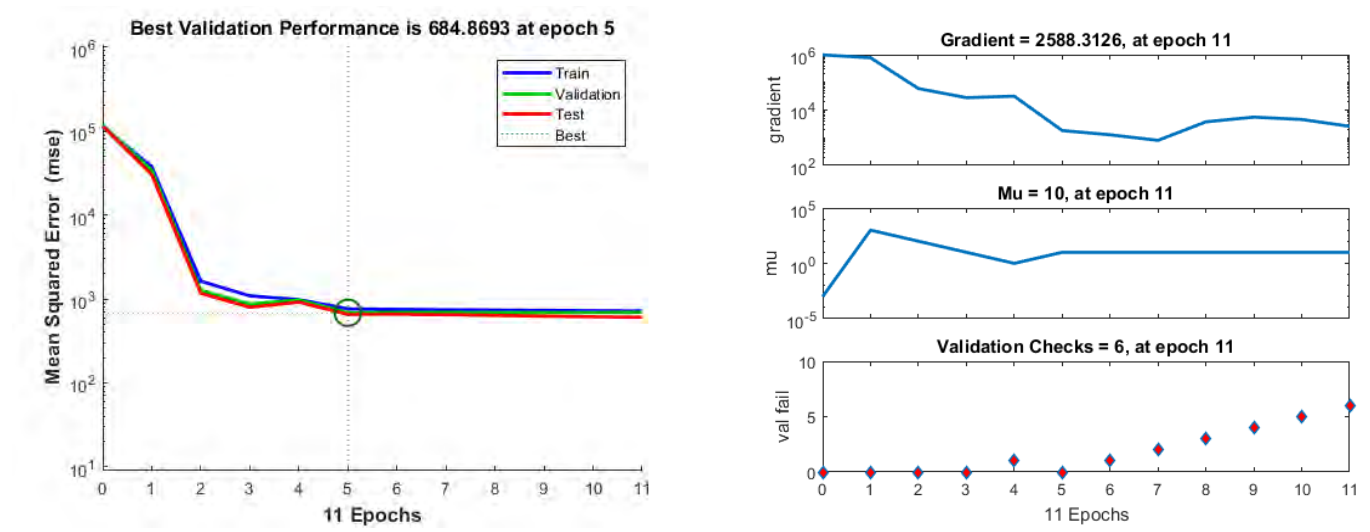 Best Validation Performance is 684.8693 at epoch 5
10^6
10^5
10^4
10^3
10^2
10^1
Mean Squared Error (mse)
Train
Validation
Test
Best
0 1 2 3 4 5 6 7 8 9 10 11
11 Epochs
Gradient = 2588.3126, at epoch 11
10^6
10^4
10^2
gradient
Mu = 10, at epoch 11
10^5
10^0
10^-5
mu
Validation Checks = 6, at epoch 11
10
5
0
val fail
0 1 2 3 4 5 6 7 8 9 10 11
11 Epochs